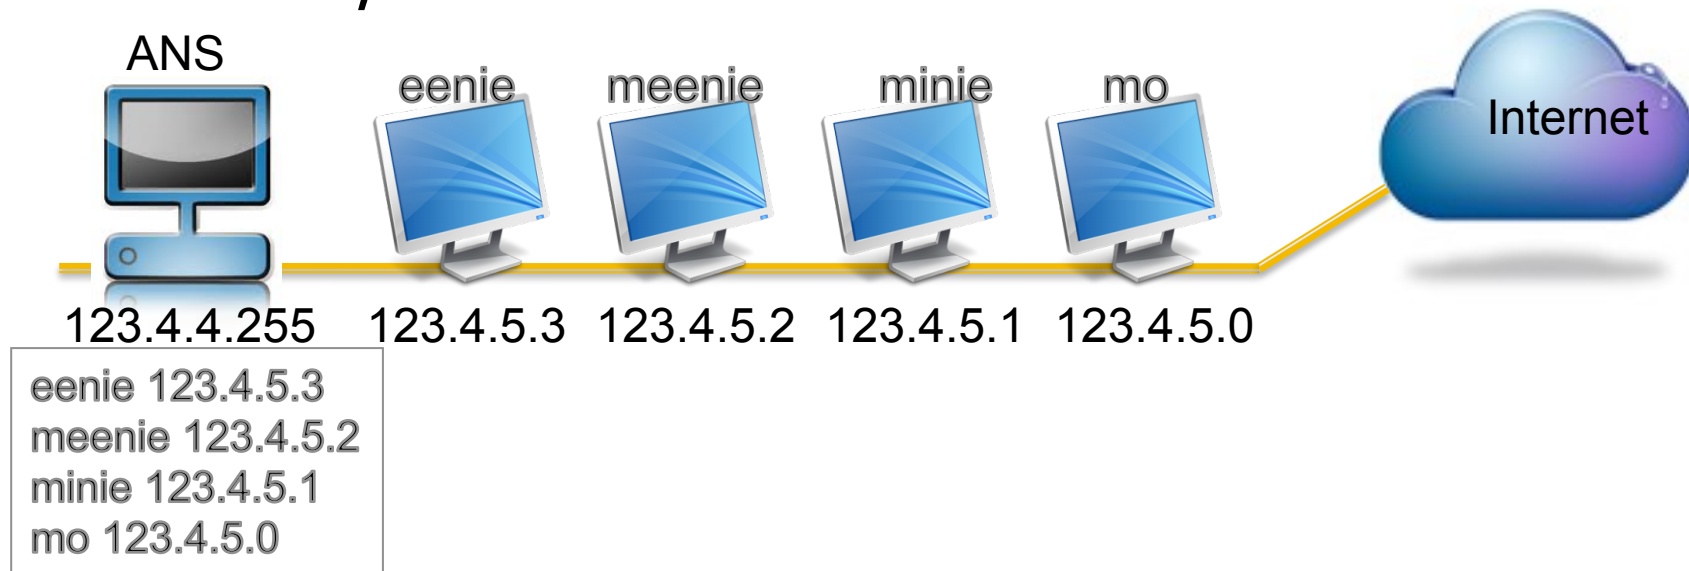 ANS
eenie
meenie
minie
mo
Internet
123.4.4.255
123.4.5.3
123.4.5.2
123.4.5.1
123.4.5.0
eenie 123.4.5.3
meenie 123.4.5.2
minie 123.4.5.1
mo 123.4.5.0